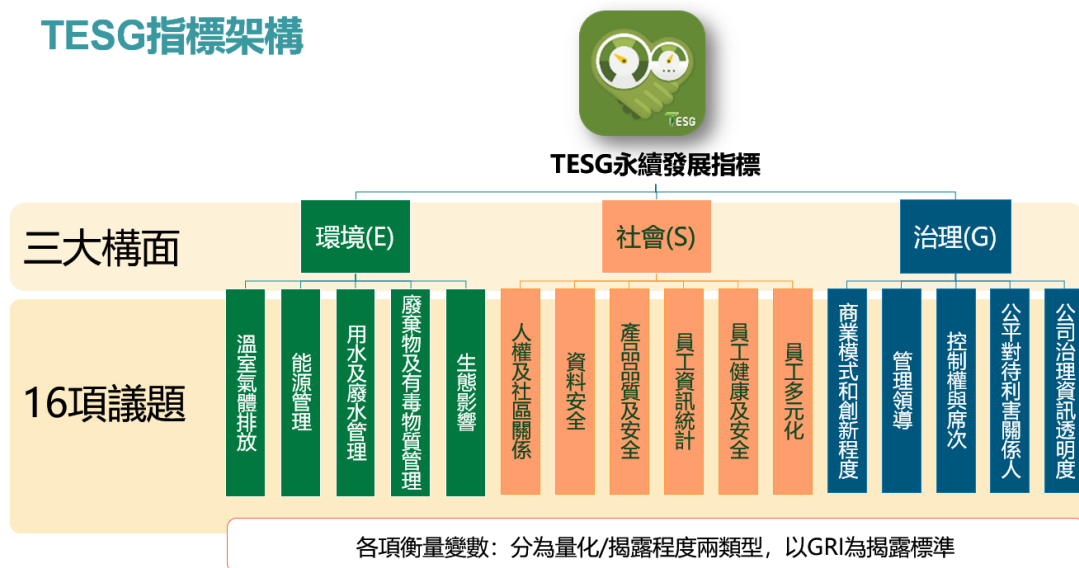 TESG指標架構
TESG
TESG永續發展指標
三大構面
環境(E)
社會(S)
治理(G)
16項議題
溫室氣體排放
能源管理
用水及廢水管理
廢棄物及有毒物質管理
生態影響
人權及社區關係
資料安全
產品品質及安全
員工資訊統計
員工健康及安全
員工多元化
商業模式和創新程度
管理領導
控制權與席次
公平對待利害關係人
公司治理資訊透明度
各項衡量變數：分為量化/揭露程度兩類型，以GRI為揭露標準